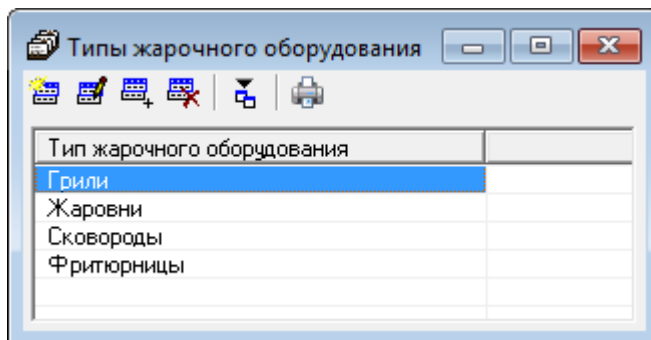 Типы жарочного оборудования
Тип жарочного оборудования
Грили
Жаровни
Сковороды
Фритюрницы